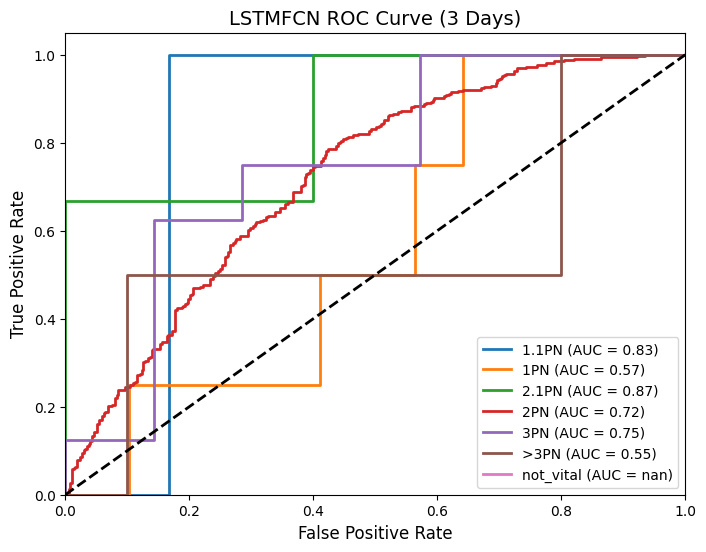 LSTMFCN ROC Curve (3 Days)
True Positive Rate
1.0
0.8
0.6
0.4
0.2
0.0
1.1PN (AUC = 0.83)
1PN (AUC = 0.57)
2.1PN (AUC = 0.87)
2PN (AUC = 0.72)
3PN (AUC = 0.75)
>3PN (AUC = 0.55)
not_vital (AUC = nan)
0.0 0.2 0.4 0.6 0.8 1.0
False Positive Rate